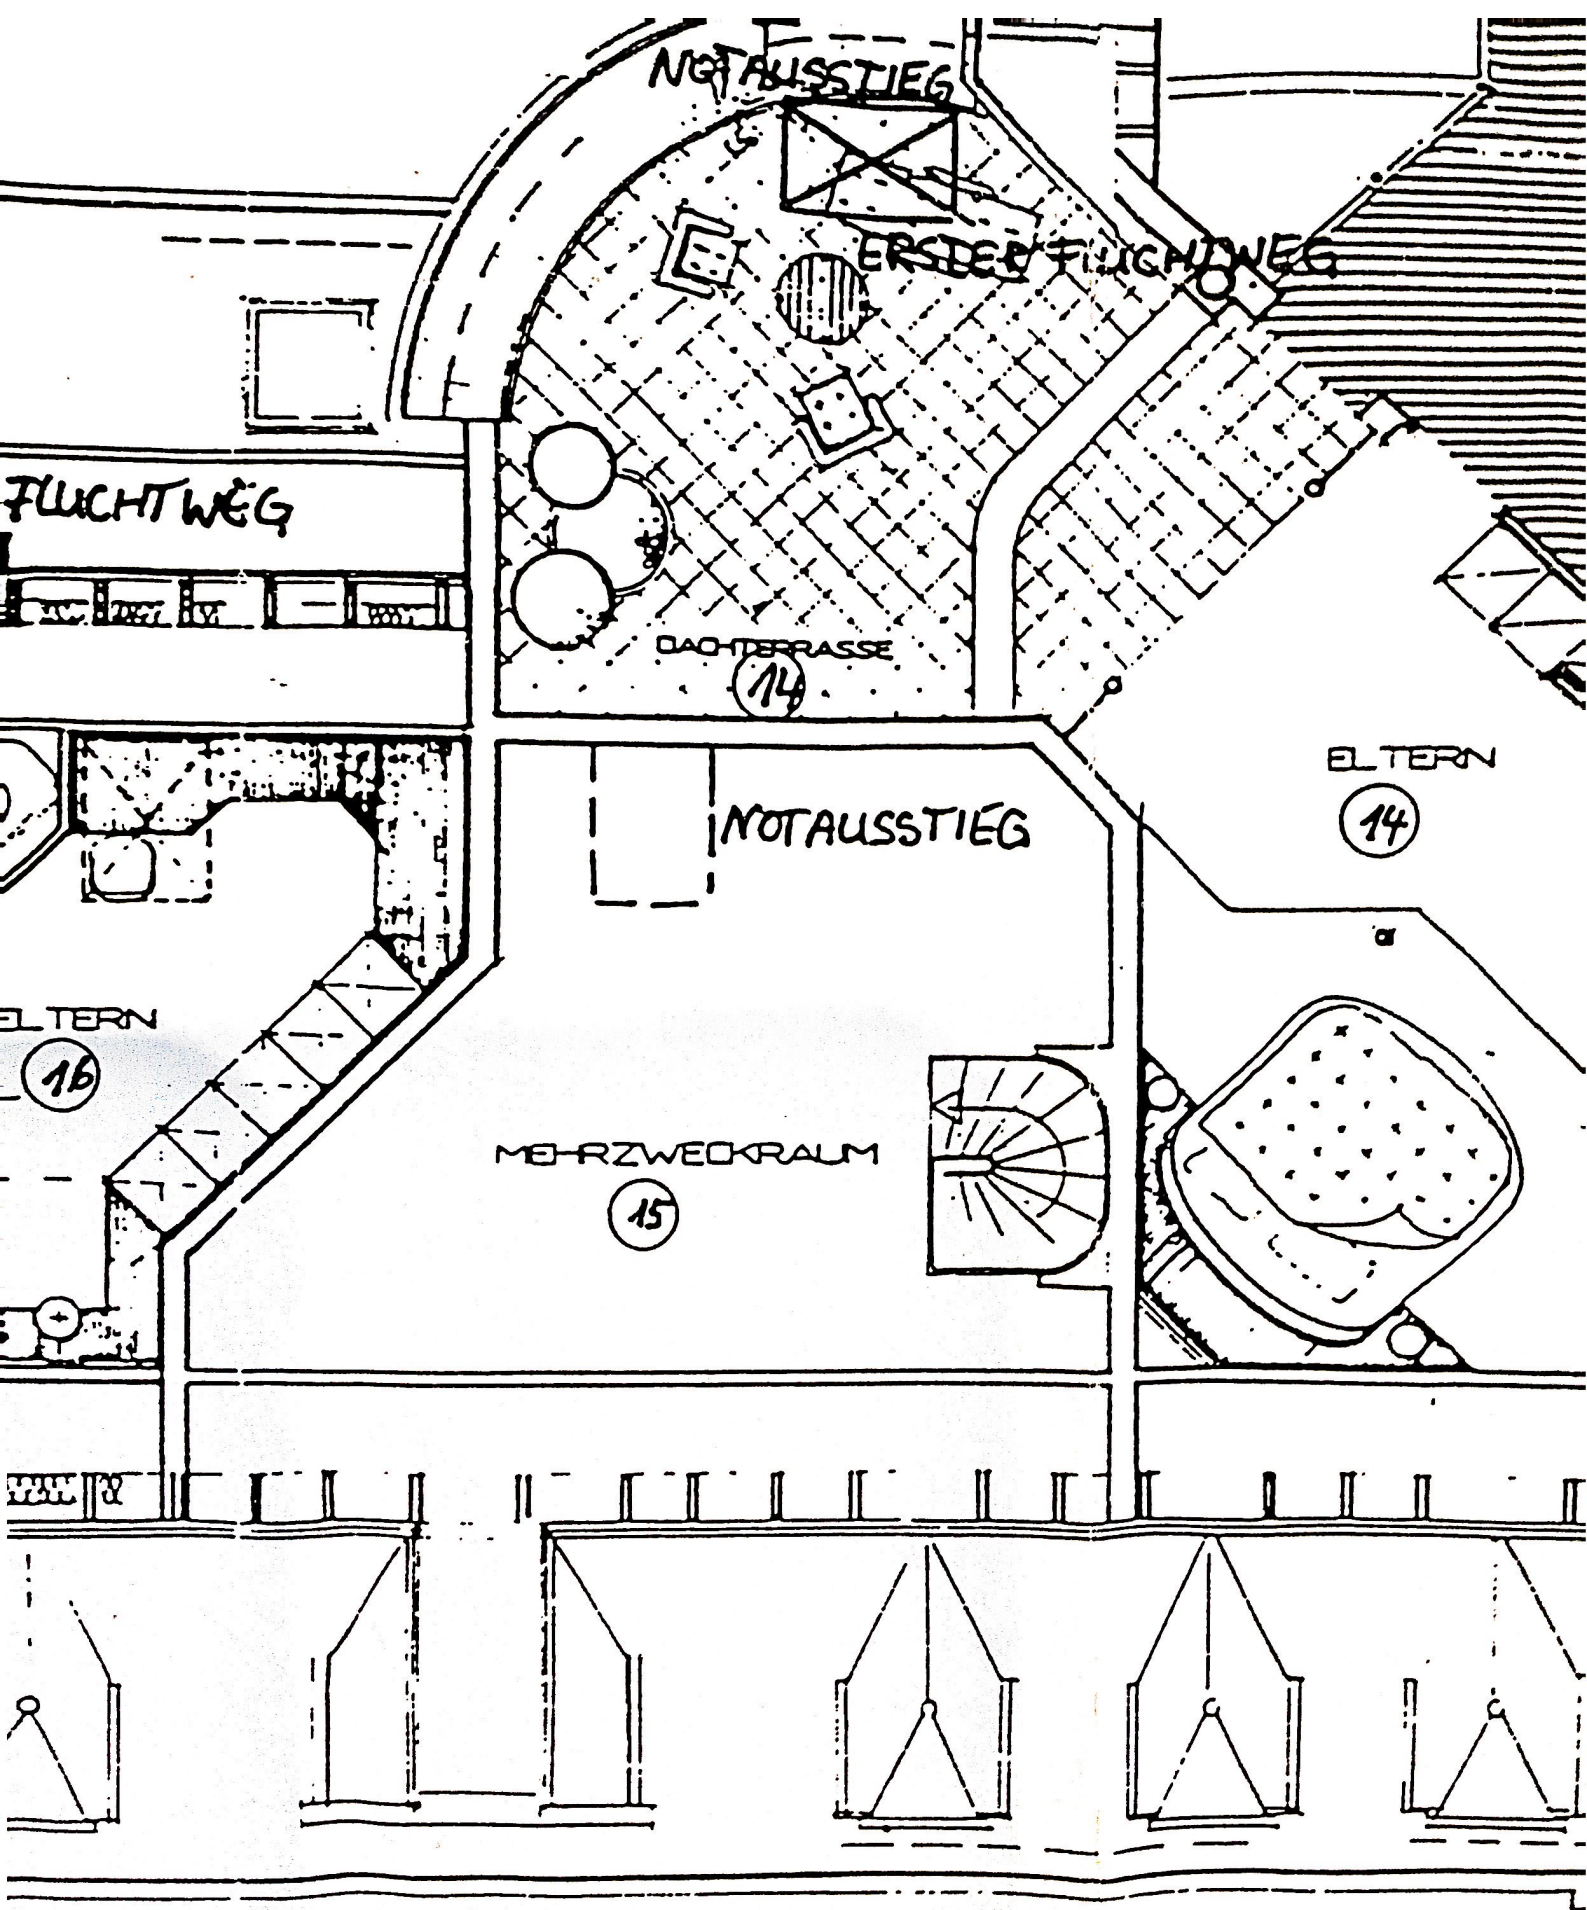 NOTAUSSTIEG
ERSTER FLUCHTWEG
FLUCHTWEG
DACHTERRASSE
14
ELTERN
14
NOTAUSSTIEG
ELTERN
16
MEHRZWECKRAUM
15